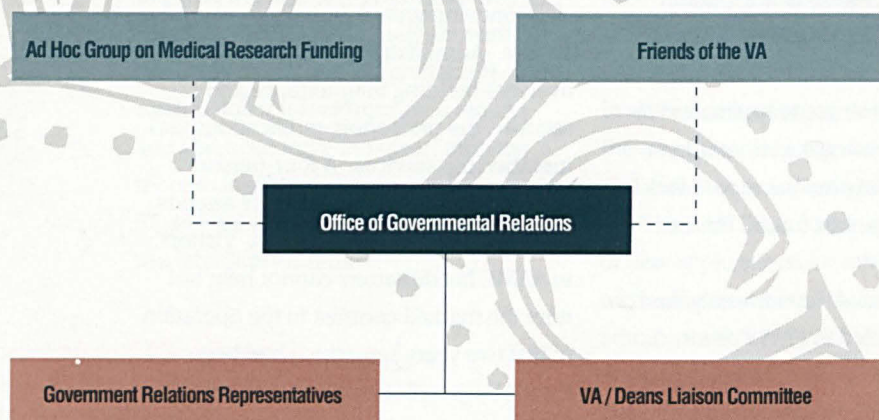 Ad Hoc Group on Medical Research Funding
Friends of the VA
Office of Governmental Relations
Government Relations Representatives
VA / Deans Liaison Committee